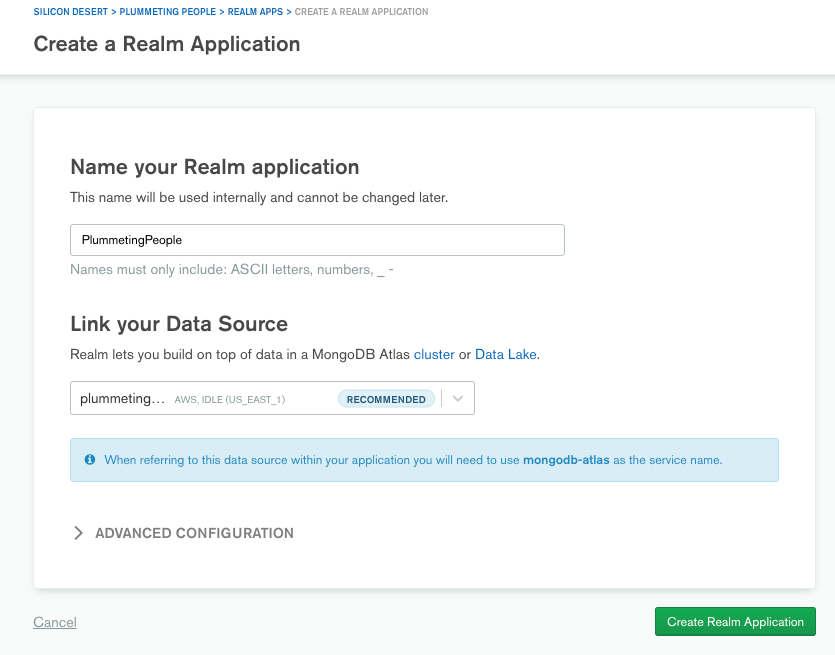 SILICON DESERT > PLUMMETING PEOPLE > REALM APPS > CREATE A REALM APPLICATION
Create a Realm Application
Name your Realm application
This name will be used internally and cannot be changed later.
PlummetingPeople
Names must only include: ASCII letters, numbers, _ -
Link your Data Source
Realm lets you build on top of data in a MongoDB Atlas cluster or Data Lake.
plummeting... AWS, IDLE (US_EAST_1) RECOMMENDED
When referring to this data source within your application you will need to use mongodb-atlas as the service name.
ADVANCED CONFIGURATION
Cancel Create Realm Application